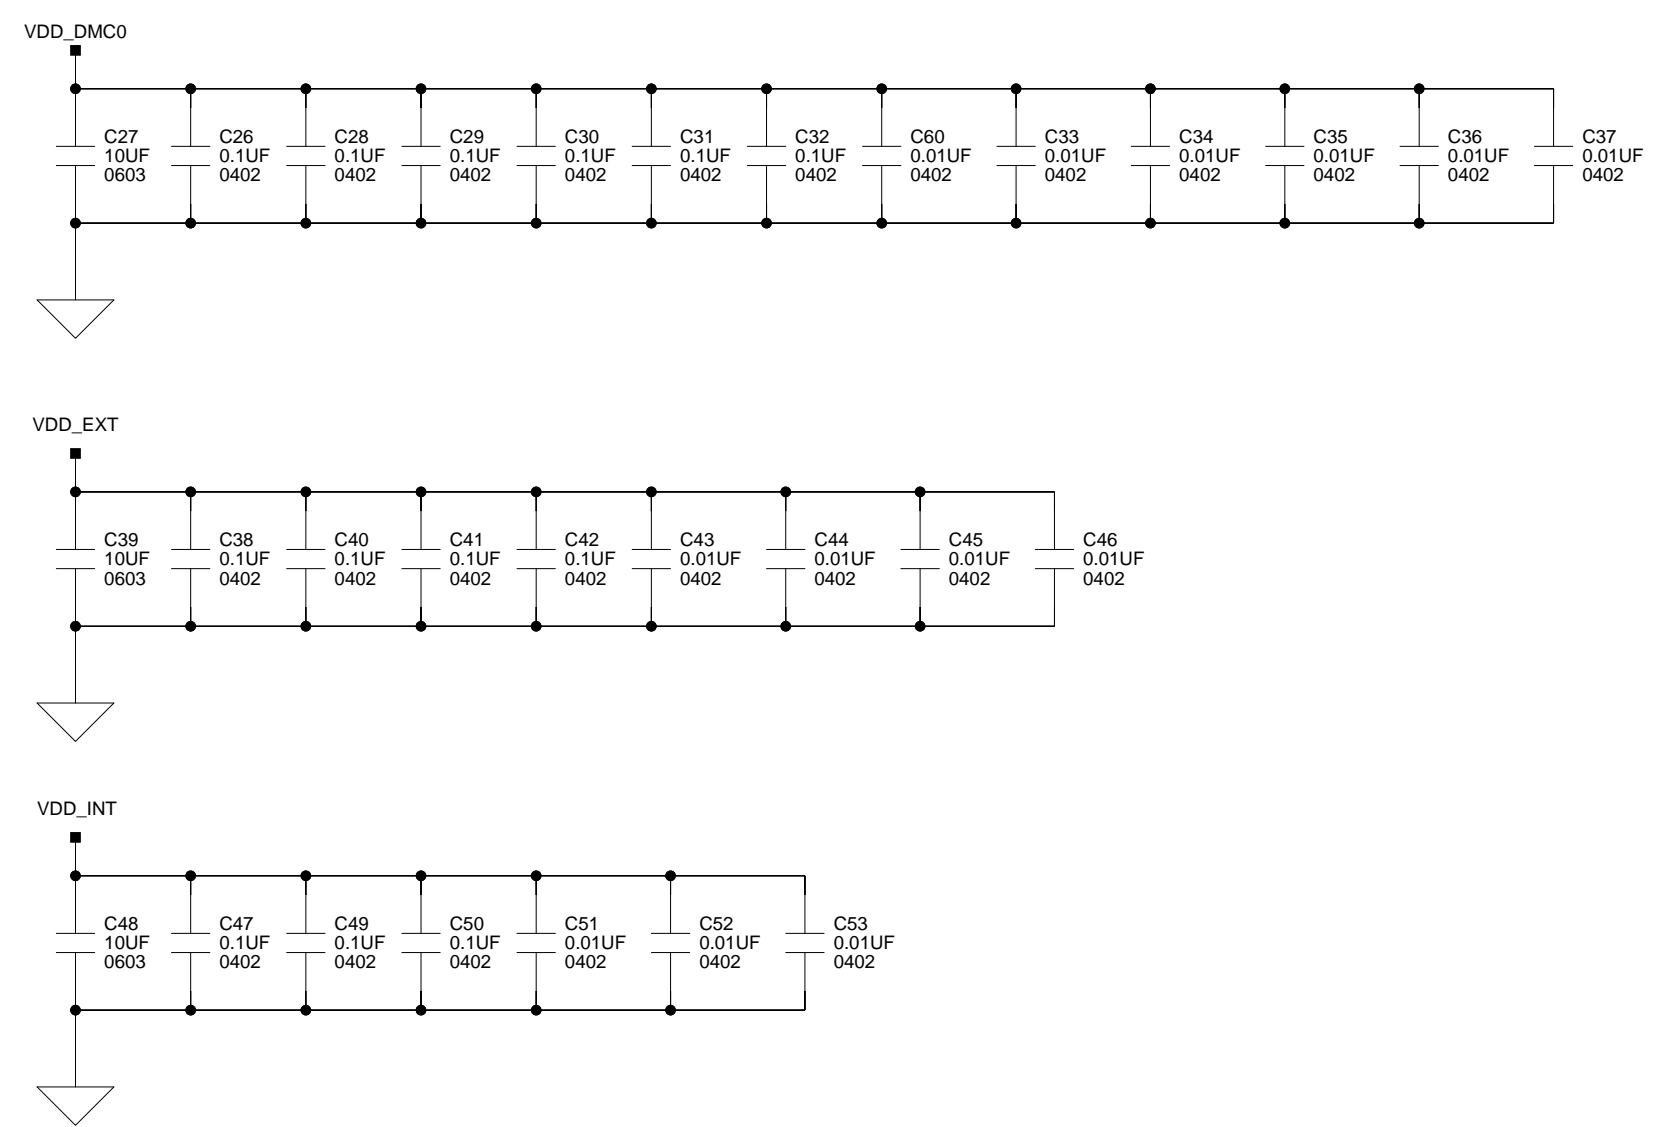 VDD_DMC0
C27
10UF
0603
C26
0.1UF
0402
C28
0.1UF
0402
C29
0.1UF
0402
C30
0.1UF
0402
C31
0.1UF
0402
C32
0.1UF
0402
C60
0.01UF
0402
C33
0.01UF
0402
C34
0.01UF
0402
C35
0.01UF
0402
C36
0.01UF
0402
C37
0.01UF
0402
VDD_EXT
C39
10UF
0603
C38
0.1UF
0402
C40
0.1UF
0402
C41
0.1UF
0402
C42
0.1UF
0402
C43
0.01UF
0402
C44
0.01UF
0402
C45
0.01UF
0402
C46
0.01UF
0402
VDD_INT
C48
10UF
0603
C47
0.1UF
0402
C49
0.1UF
0402
C50
0.1UF
0402
C51
0.01UF
0402
C52
0.01UF
0402
C53
0.01UF
0402